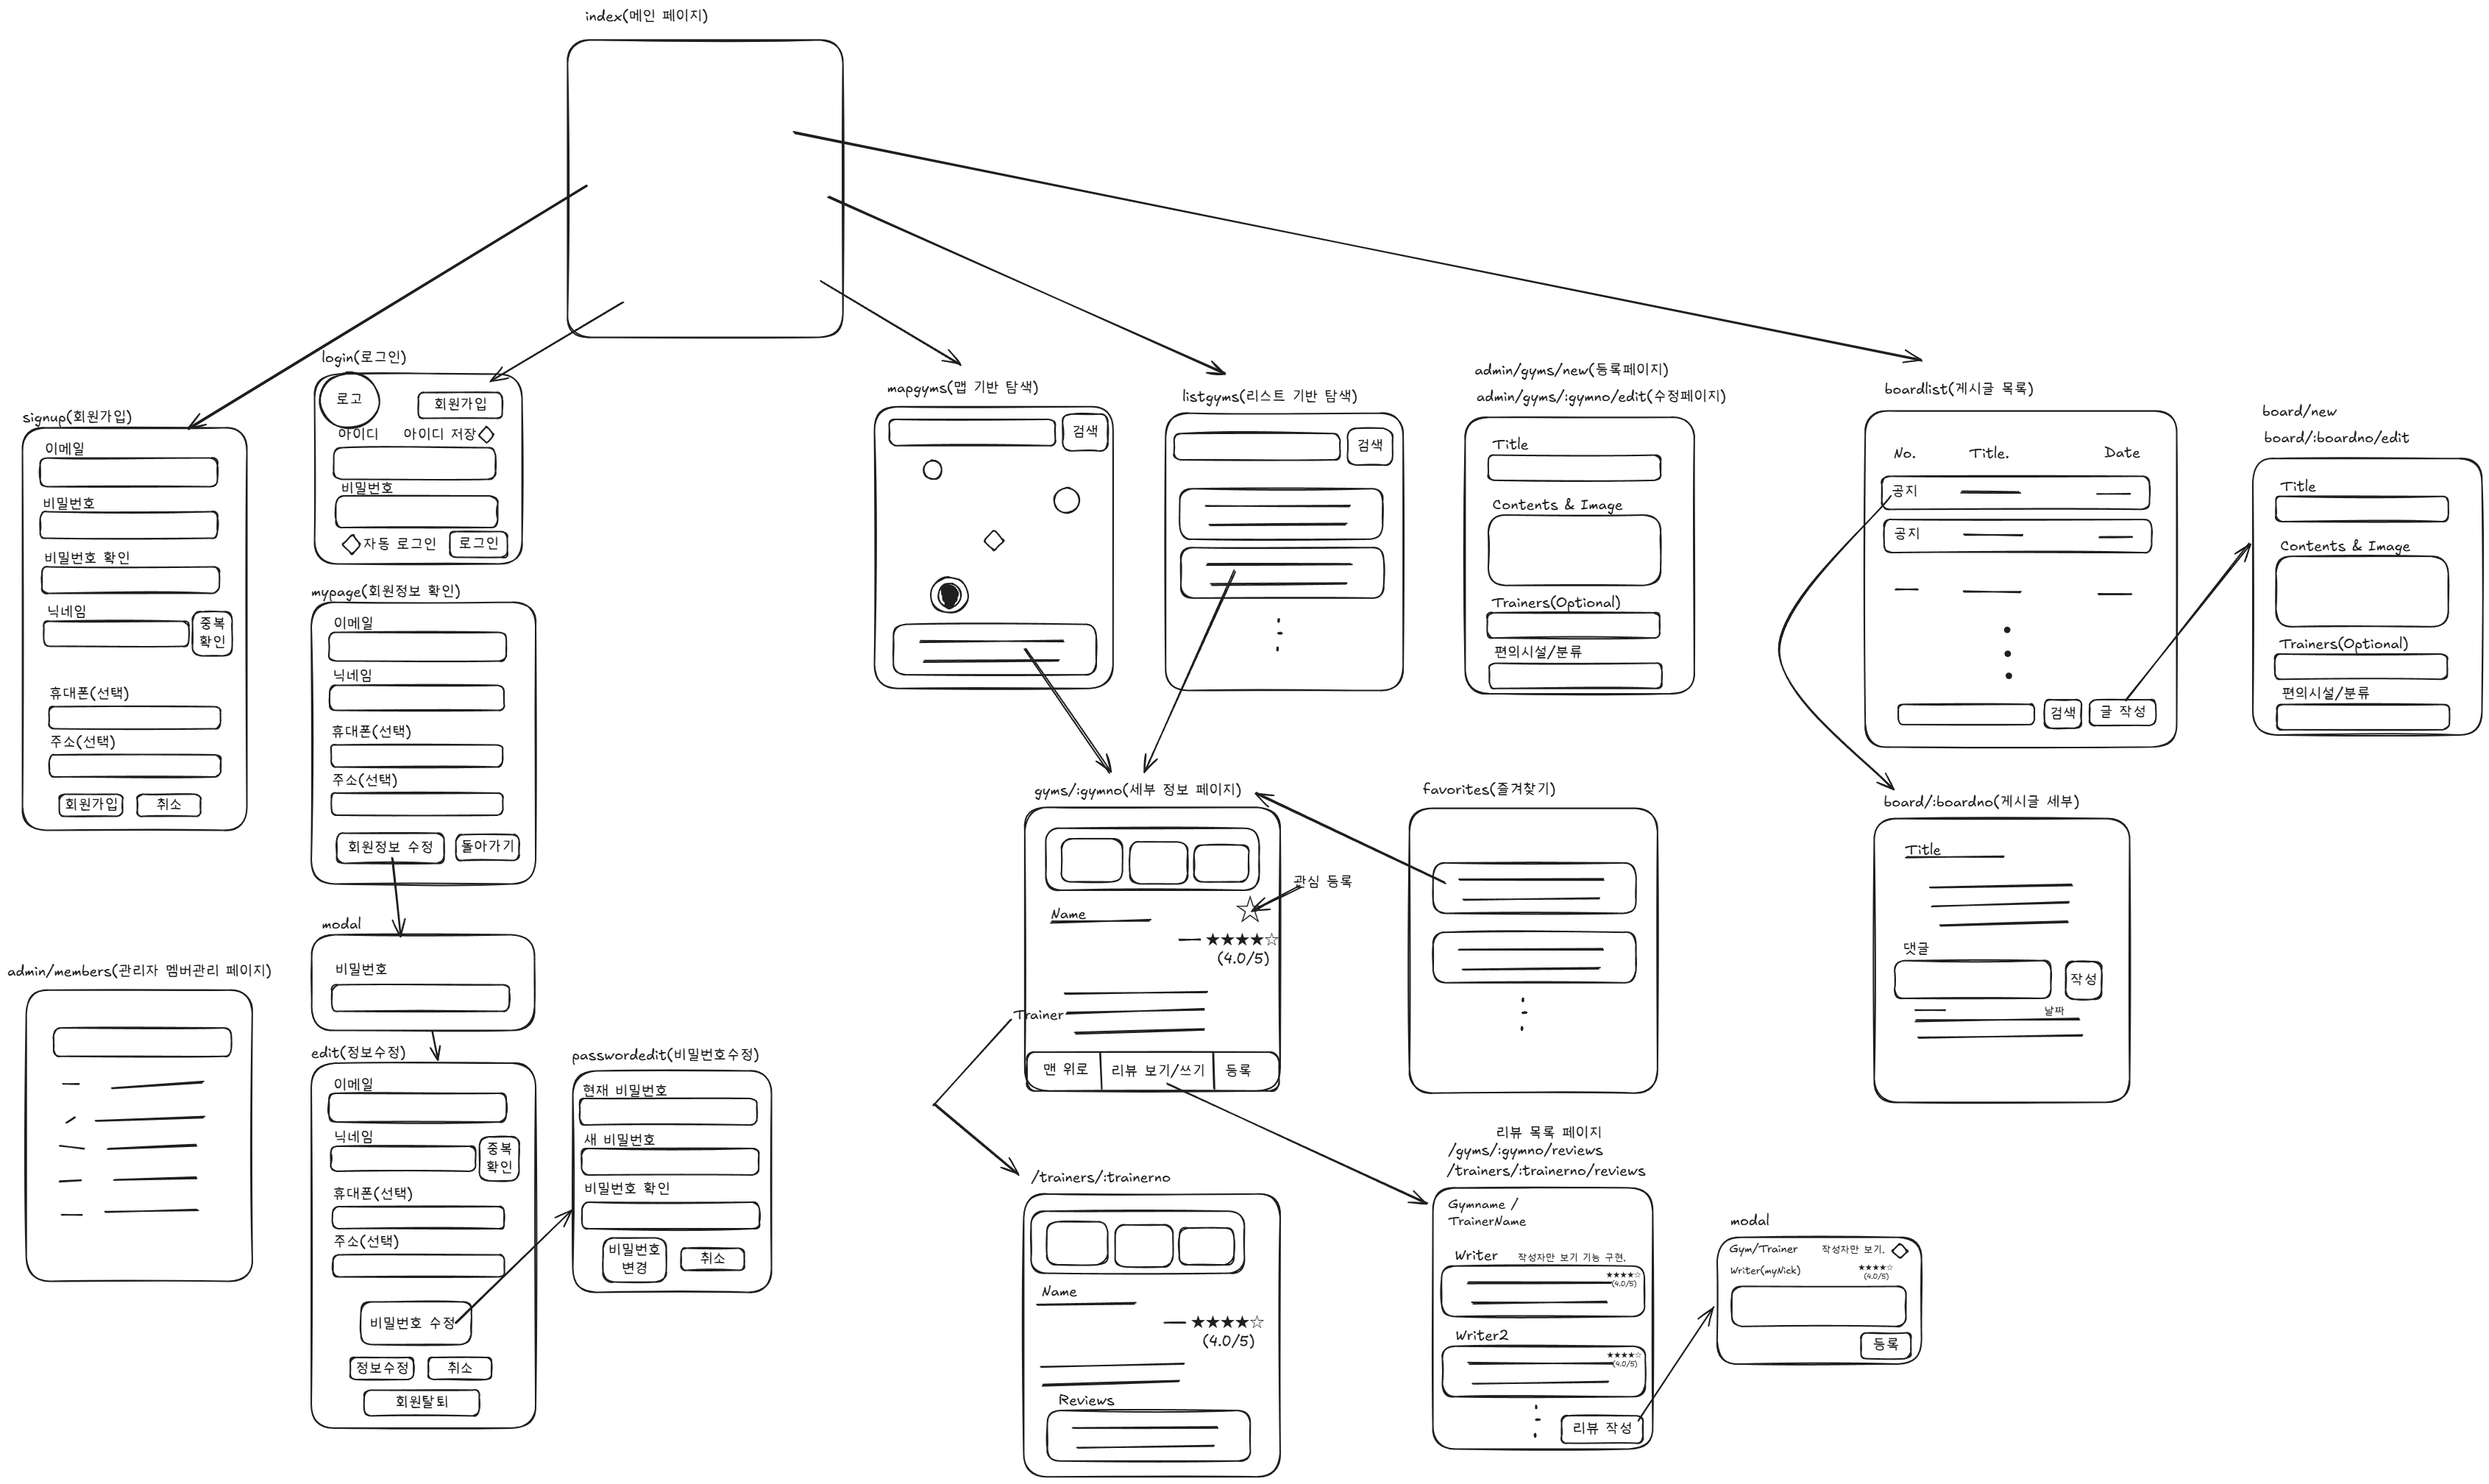 index(메인 페이지)
signup(회원가입)
이메일
비밀번호
비밀번호 확인
닉네임
중복
확인
휴대폰(선택)
주소(선택)
회원가입
취소
login(로그인)
로고
회원가입
아이디
아이디 저장
비밀번호
자동 로그인
로그인
mypage(회원정보 확인)
이메일
닉네임
휴대폰(선택)
주소(선택)
회원정보 수정
돌아가기
modal
비밀번호
admin/members(관리자 멤버관리 페이지)
edit(정보수정)
이메일
닉네임
중복
확인
휴대폰(선택)
주소(선택)
비밀번호 수정
정보수정
취소
회원탈퇴
passwordedit(비밀번호수정)
현재 비밀번호
새 비밀번호
비밀번호 확인
비밀번호
변경
취소
mapgyms(맵 기반 탐색)
검색
listgyms(리스트 기반 탐색)
검색
admin/gyms/new(등록페이지)
admin/gyms/:gymno/edit(수정페이지)
Title
Contents & Image
Trainers(Optional)
편의시설/분류
boardlist(게시글 목록)
No.
Title.
Date
공지
공지
검색
글 작성
board/new
board/:boardno/edit
Title
Contents & Image
Trainers(Optional)
편의시설/분류
gyms/:gymno(세부 정보 페이지)
관심 등록
☆
Name
★★★★☆
(4.0/5)
Trainer
맨 위로
리뷰 보기/쓰기
등록
favorites(즐겨찾기)
board/:boardno(게시글 세부)
Title
댓글
작성
날짜
/trainers/:trainerno
Name
★★★★☆
(4.0/5)
Reviews
리뷰 목록 페이지
/gyms/:gymno/reviews
/trainers/:trainerno/reviews
Gymname /
TrainerName
Writer
작성자만 보기 기능 구현.
★★★★☆
(4.0/5)
Writer2
★★★★☆
(4.0/5)
리뷰 작성
modal
Gym/Trainer
작성자만 보기.
Writer(myNick)
★★★★☆
(4.0/5)
등록